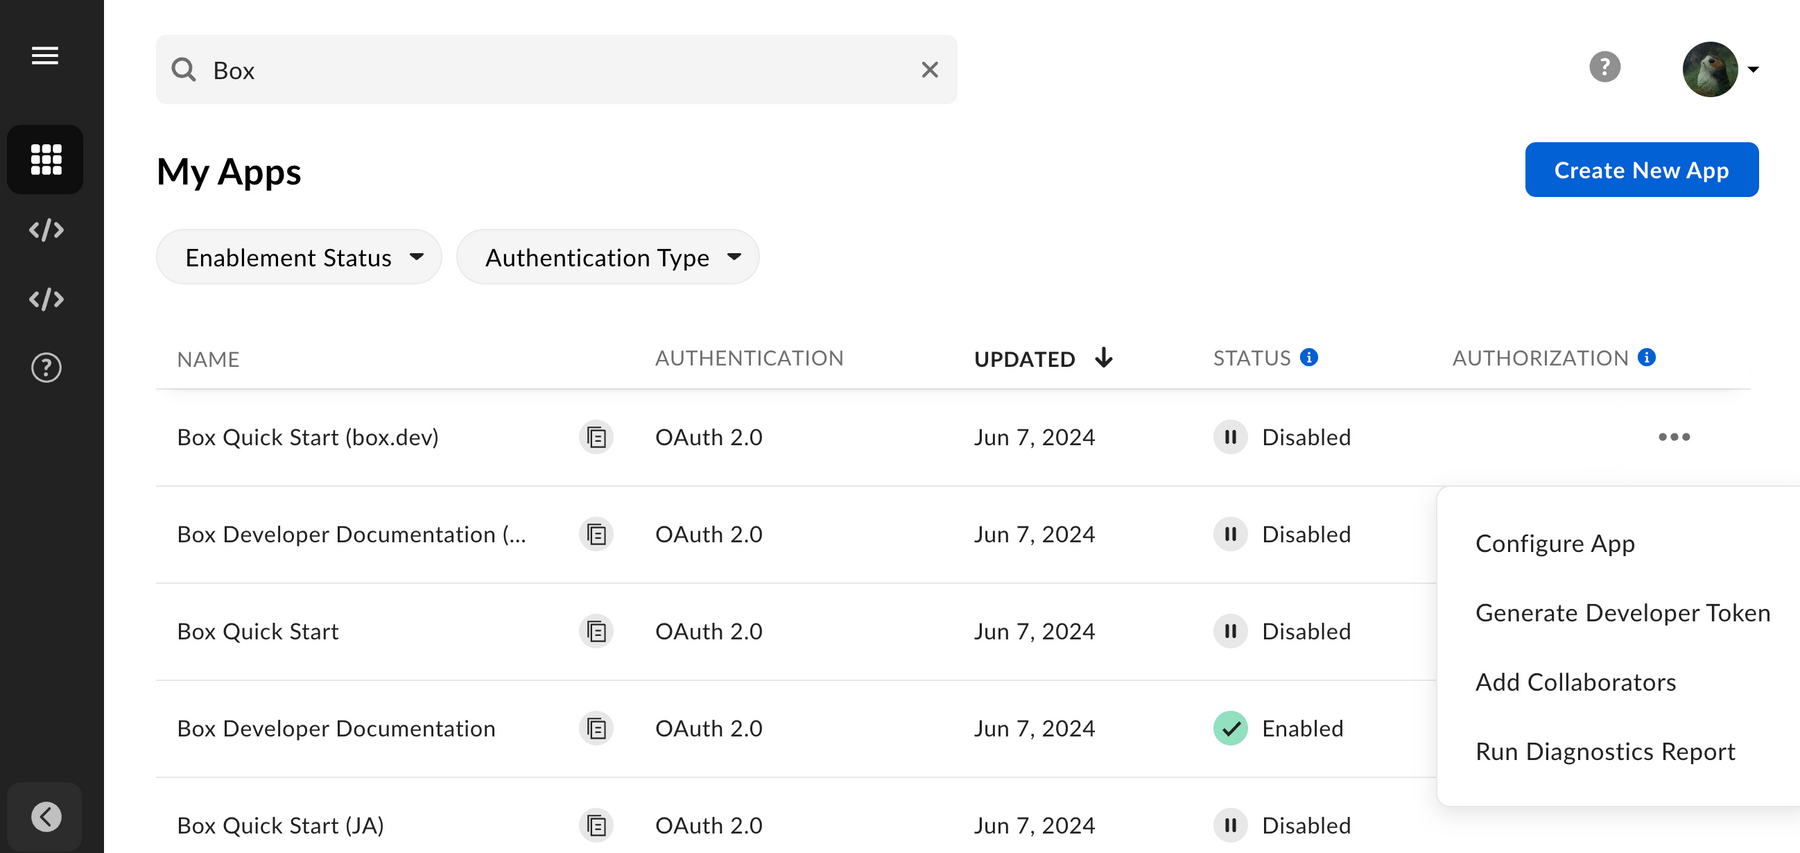 Box
My Apps
Create New App
Enablement Status
Authentication Type
NAME AUTHENTICATION UPDATED STATUS AUTHORIZATION
Box Quick Start (box.dev) OAuth 2.0 Jun 7, 2024 Disabled
Box Developer Documentation (... OAuth 2.0 Jun 7, 2024 Disabled
Box Quick Start OAuth 2.0 Jun 7, 2024 Disabled
Box Developer Documentation OAuth 2.0 Jun 7, 2024 Enabled
Box Quick Start (JA) OAuth 2.0 Jun 7, 2024 Disabled
Configure App
Generate Developer Token
Add Collaborators
Run Diagnostics Report